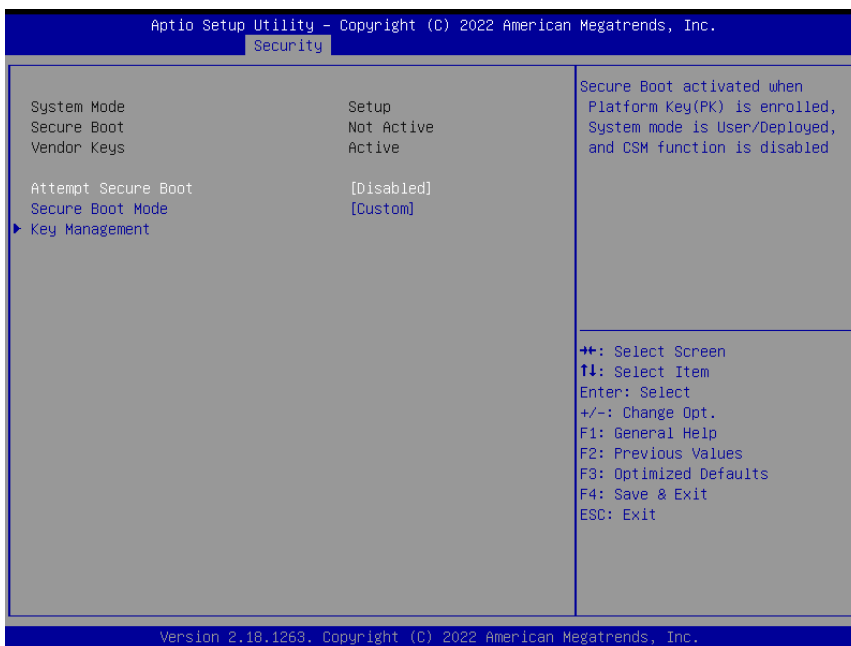 Aptio Setup Utility – Copyright (C) 2022 American Megatrends, Inc.
Security
System Mode Setup
Secure Boot Not Active
Vendor Keys Active
Attempt Secure Boot [Disabled]
Secure Boot Mode [Custom]
Key Management
Secure Boot activated when
Platform Key(PK) is enrolled,
System mode is User/Deployed,
and CSM function is disabled
→←: Select Screen
↑↓: Select Item
Enter: Select
+/-: Change Opt.
F1: General Help
F2: Previous Values
F3: Optimized Defaults
F4: Save & Exit
ESC: Exit
Version 2.18.1263. Copyright (C) 2022 American Megatrends, Inc.